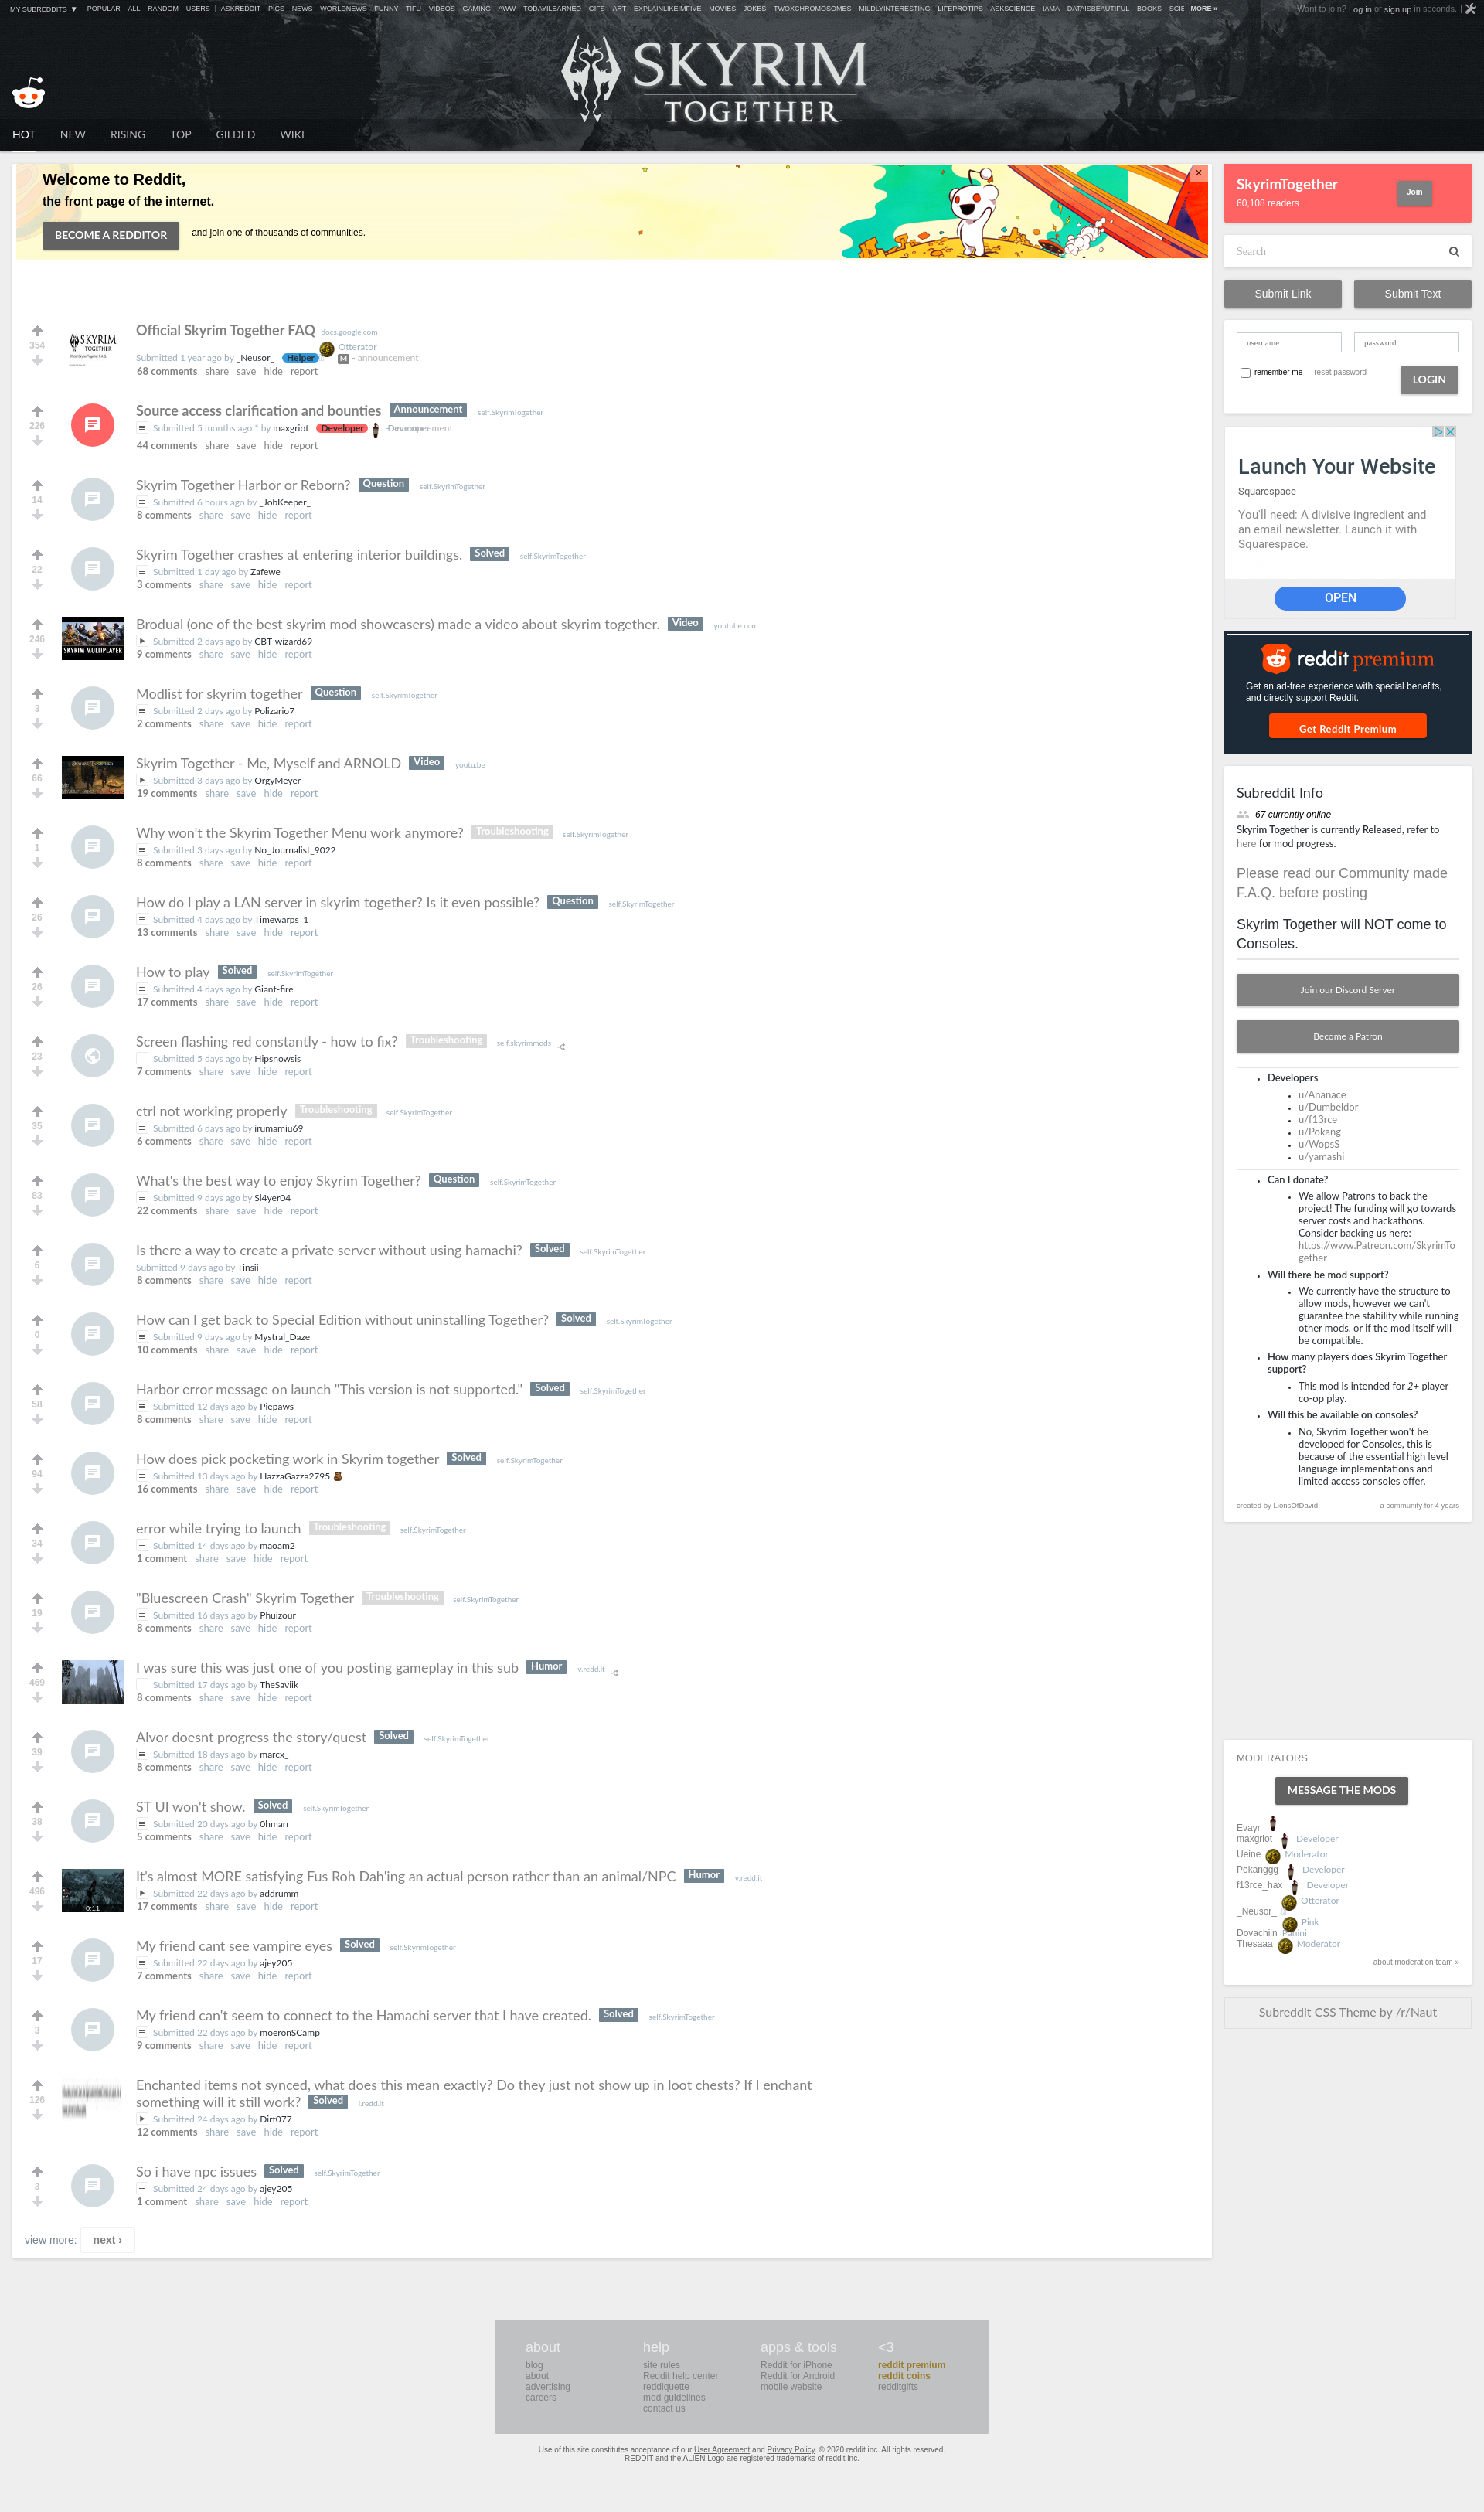 MY SUBREDDITS ▼ POPULAR ALL RANDOM USERS | ASKREDDIT PICS NEWS WORLDNEWS FUNNY TIFU VIDEOS GAMING AWW TODAYILEARNED GIFS ART EXPLAINLIKEIMFIVE MOVIES JOKES TWOXCHROMOSOMES MILDLYINTERESTING LIFEPROTIPS ASKSCIENCE IAMA DATAISBEAUTIFUL BOOKS SCIE MORE »
Want to join? Log in or sign up in seconds. |
SKYRIM
TOGETHER
HOT NEW RISING TOP GILDED WIKI
Welcome to Reddit,
the front page of the internet.
BECOME A REDDITOR and join one of thousands of communities.
×
354
SKYRIM
TOGETHER
Official Skyrim Together FAQ docs.google.com
Submitted 1 year ago by _Neusor_ Helper Otterator M - announcement
68 comments share save hide report
226
Source access clarification and bounties Announcement self.SkyrimTogether
Submitted 5 months ago * by maxgriot Developer Developer - announcement
44 comments share save hide report
14
Skyrim Together Harbor or Reborn? Question self.SkyrimTogether
Submitted 6 hours ago by _JobKeeper_
8 comments share save hide report
22
Skyrim Together crashes at entering interior buildings. Solved self.SkyrimTogether
Submitted 1 day ago by Zafewe
3 comments share save hide report
246
SKYRIM MULTIPLAYER
Brodual (one of the best skyrim mod showcasers) made a video about skyrim together. Video youtube.com
Submitted 2 days ago by CBT-wizard69
9 comments share save hide report
3
Modlist for skyrim together Question self.SkyrimTogether
Submitted 2 days ago by Polizario7
2 comments share save hide report
66
Skyrim Together - Me, Myself and ARNOLD Video youtu.be
Submitted 3 days ago by OrgyMeyer
19 comments share save hide report
1
Why won't the Skyrim Together Menu work anymore? Troubleshooting self.SkyrimTogether
Submitted 3 days ago by No_Journalist_9022
8 comments share save hide report
26
How do I play a LAN server in skyrim together? Is it even possible? Question self.SkyrimTogether
Submitted 4 days ago by Timewarps_1
13 comments share save hide report
26
How to play Solved self.SkyrimTogether
Submitted 4 days ago by Giant-fire
17 comments share save hide report
23
Screen flashing red constantly - how to fix? Troubleshooting self.skyrimmods
Submitted 5 days ago by Hipsnowsis
7 comments share save hide report
35
ctrl not working properly Troubleshooting self.SkyrimTogether
Submitted 6 days ago by irumamiu69
6 comments share save hide report
83
What's the best way to enjoy Skyrim Together? Question self.SkyrimTogether
Submitted 9 days ago by Sl4yer04
22 comments share save hide report
6
Is there a way to create a private server without using hamachi? Solved self.SkyrimTogether
Submitted 9 days ago by Tinsii
8 comments share save hide report
0
How can I get back to Special Edition without uninstalling Together? Solved self.SkyrimTogether
Submitted 9 days ago by Mystral_Daze
10 comments share save hide report
58
Harbor error message on launch "This version is not supported." Solved self.SkyrimTogether
Submitted 12 days ago by Piepaws
8 comments share save hide report
94
How does pick pocketing work in Skyrim together Solved self.SkyrimTogether
Submitted 13 days ago by HazzaGazza2795
16 comments share save hide report
34
error while trying to launch Troubleshooting self.SkyrimTogether
Submitted 14 days ago by maoam2
1 comment share save hide report
19
"Bluescreen Crash" Skyrim Together Troubleshooting self.SkyrimTogether
Submitted 16 days ago by Phuizour
8 comments share save hide report
469
I was sure this was just one of you posting gameplay in this sub Humor v.redd.it
Submitted 17 days ago by TheSaviik
8 comments share save hide report
39
Alvor doesnt progress the story/quest Solved self.SkyrimTogether
Submitted 18 days ago by marcx_
8 comments share save hide report
38
ST UI won't show. Solved self.SkyrimTogether
Submitted 20 days ago by 0hmarr
5 comments share save hide report
496
0:11
It's almost MORE satisfying Fus Roh Dah'ing an actual person rather than an animal/NPC Humor v.redd.it
Submitted 22 days ago by addrumm
17 comments share save hide report
17
My friend cant see vampire eyes Solved self.SkyrimTogether
Submitted 22 days ago by ajey205
7 comments share save hide report
3
My friend can't seem to connect to the Hamachi server that I have created. Solved self.SkyrimTogether
Submitted 22 days ago by moeronSCamp
9 comments share save hide report
126
Enchanted items not synced, what does this mean exactly? Do they just not show up in loot chests? If I enchant
something will it still work? Solved i.redd.it
Submitted 24 days ago by Dirt077
12 comments share save hide report
3
So i have npc issues Solved self.SkyrimTogether
Submitted 24 days ago by ajey205
1 comment share save hide report
view more: next ›
SkyrimTogether
60,108 readers
Join
Search
Submit Link Submit Text
username password
remember me reset password LOGIN
Launch Your Website
Squarespace
You'll need: A divisive ingredient and
an email newsletter. Launch it with
Squarespace.
OPEN
reddit premium
Get an ad-free experience with special benefits,
and directly support Reddit.
Get Reddit Premium
Subreddit Info
67 currently online
Skyrim Together is currently Released, refer to
here for mod progress.
Please read our Community made
F.A.Q. before posting
Skyrim Together will NOT come to
Consoles.
Join our Discord Server
Become a Patron
Developers
u/Ananace
u/Dumbeldor
u/f13rce
u/Pokang
u/WopsS
u/yamashi
Can I donate?
We allow Patrons to back the
project! The funding will go towards
server costs and hackathons.
Consider backing us here:
https://www.Patreon.com/SkyrimTo
gether
Will there be mod support?
We currently have the structure to
allow mods, however we can't
guarantee the stability while running
other mods, or if the mod itself will
be compatible.
How many players does Skyrim Together
support?
This mod is intended for 2+ player
co-op play.
Will this be available on consoles?
No, Skyrim Together won't be
developed for Consoles, this is
because of the essential high level
language implementations and
limited access consoles offer.
created by LionsOfDavid a community for 4 years
MODERATORS
MESSAGE THE MODS
Evayr
maxgriot Developer
Ueine Moderator
Pokanggg Developer
f13rce_hax Developer
Otterator
_Neusor_
Pink
Dovachiin Panini
Thesaaa Moderator
about moderation team »
Subreddit CSS Theme by /r/Naut
about
blog
about
advertising
careers
help
site rules
Reddit help center
reddiquette
mod guidelines
contact us
apps & tools
Reddit for iPhone
Reddit for Android
mobile website
<3
reddit premium
reddit coins
redditgifts
Use of this site constitutes acceptance of our User Agreement and Privacy Policy. © 2020 reddit inc. All rights reserved.
REDDIT and the ALIEN Logo are registered trademarks of reddit inc.